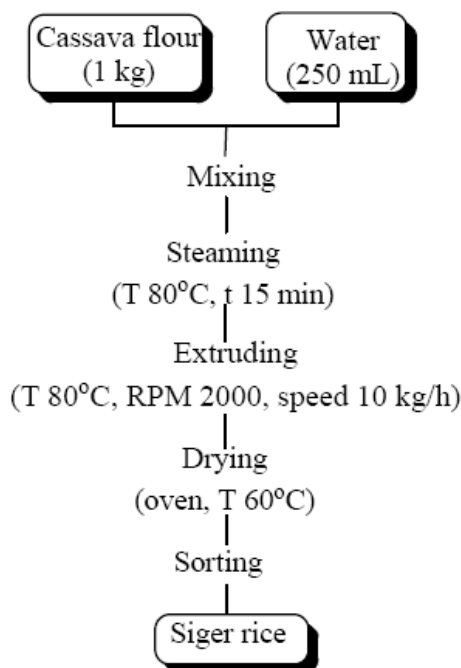 Cassava flour
(1 kg)
Water
(250 mL)
Mixing
Steaming
(T 80°C, t 15 min)
Extruding
(T 80°C, RPM 2000, speed 10 kg/h)
Drying
(oven, T 60°C)
Sorting
Siger rice